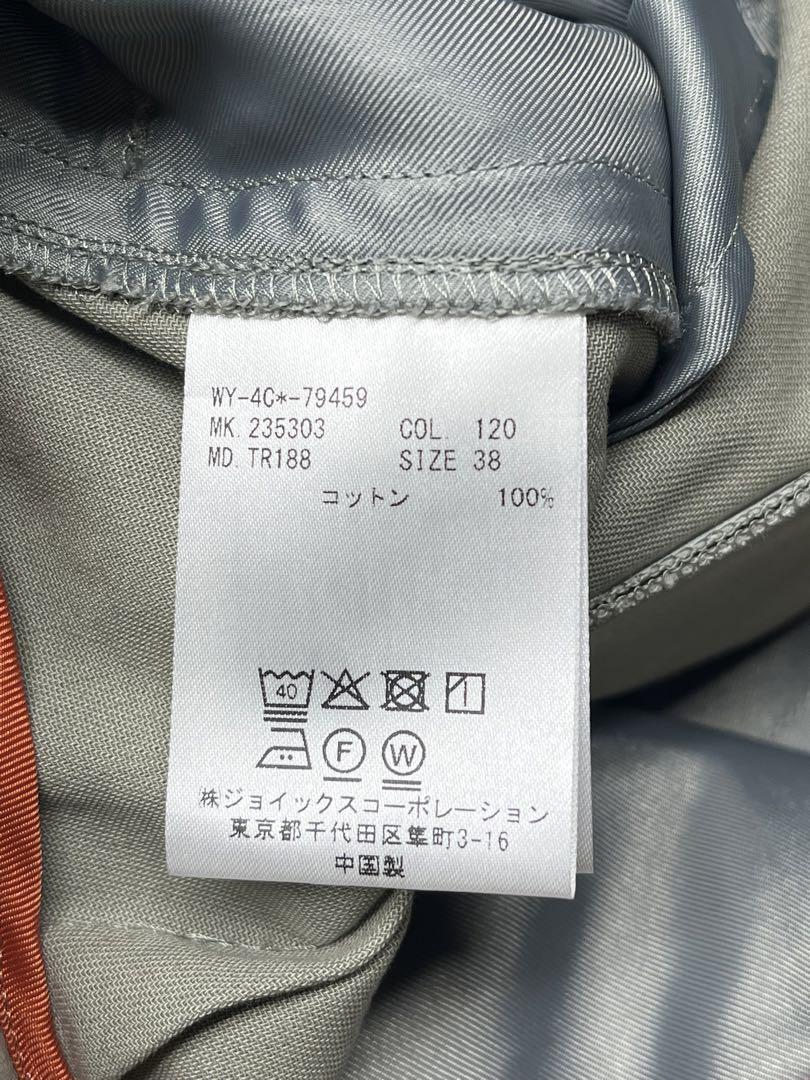 WY-4C*-79459
MK. 235303 COL. 120
MD. TR188 SIZE 38
コットン 100%
40
F W
㈱ジョイックスコーポレーション
東京都千代田区隼町3-16
中国製